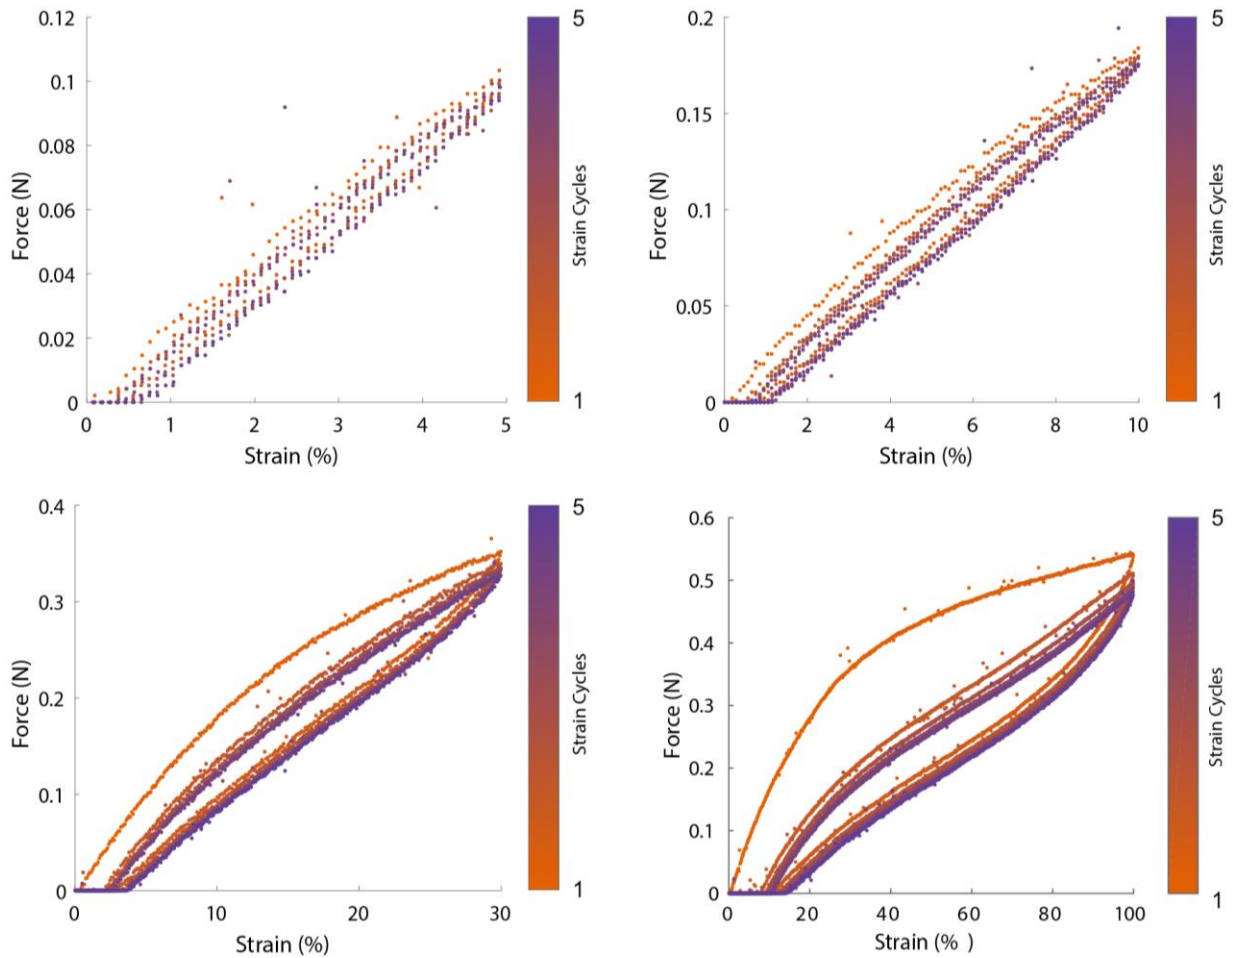 0.12
0.1
0.08
0.06
0.04
0.02
0
Force (N)
0 1 2 3 4 5
Strain (%)
5
Strain Cycles
1
0.2
0.15
0.1
0.05
0
Force (N)
0 2 4 6 8 10
Strain (%)
5
Strain Cycles
1
0.4
0.3
0.2
0.1
0
Force (N)
0 10 20 30
Strain (%)
5
Strain Cycles
1
0.6
0.5
0.4
0.3
0.2
0.1
0
Force (N)
0 20 40 60 80 100
Strain (% )
5
Strain Cycles
1